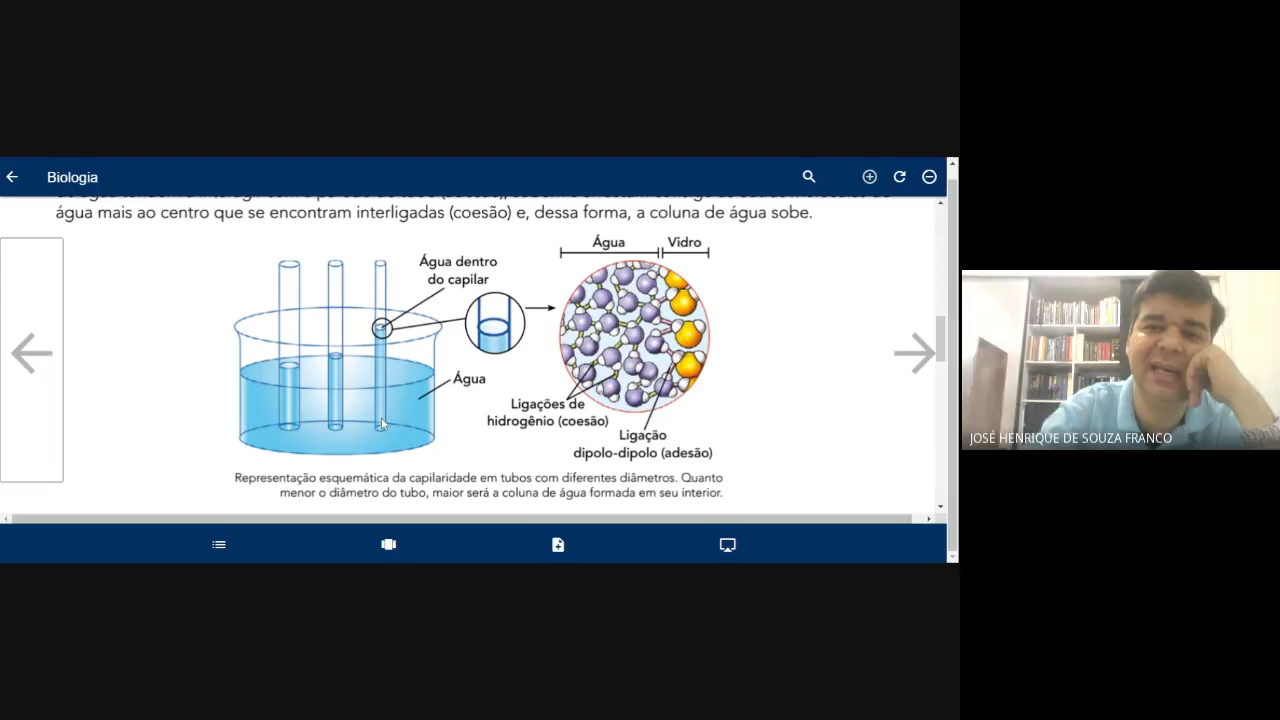 Biologia
água mais ao centro que se encontram interligadas (coesão) e, dessa forma, a coluna de água sobe.
Água dentro
do capilar
Água
Vidro
Água
Ligações de
hidrogênio (coesão)
Ligação
dipolo-dipolo (adesão)
Representação esquemática da capilaridade em tubos com diferentes diâmetros. Quanto
menor o diâmetro do tubo, maior será a coluna de água formada em seu interior.
JOSÉ HENRIQUE DE SOUZA FRANCO